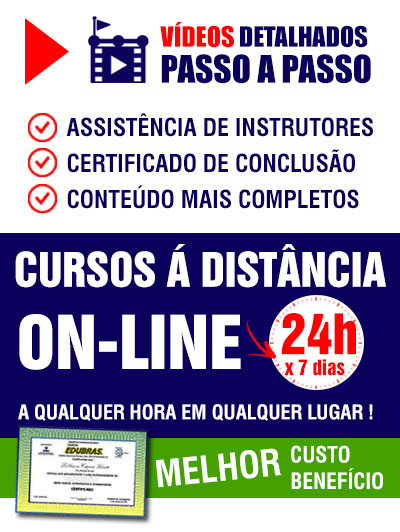 VÍDEOS DETALHADOS
PASSO A PASSO
ASSISTÊNCIA DE INSTRUTORES
CERTIFICADO DE CONCLUSÃO
CONTEÚDO MAIS COMPLETOS
CURSOS Á DISTÂNCIA
ON-LINE
24h
x 7 dias
A QUALQUER HORA EM QUALQUER LUGAR !
EDUBRAS
CERTIFICADO
MELHOR
CUSTO
BENEFÍCIO